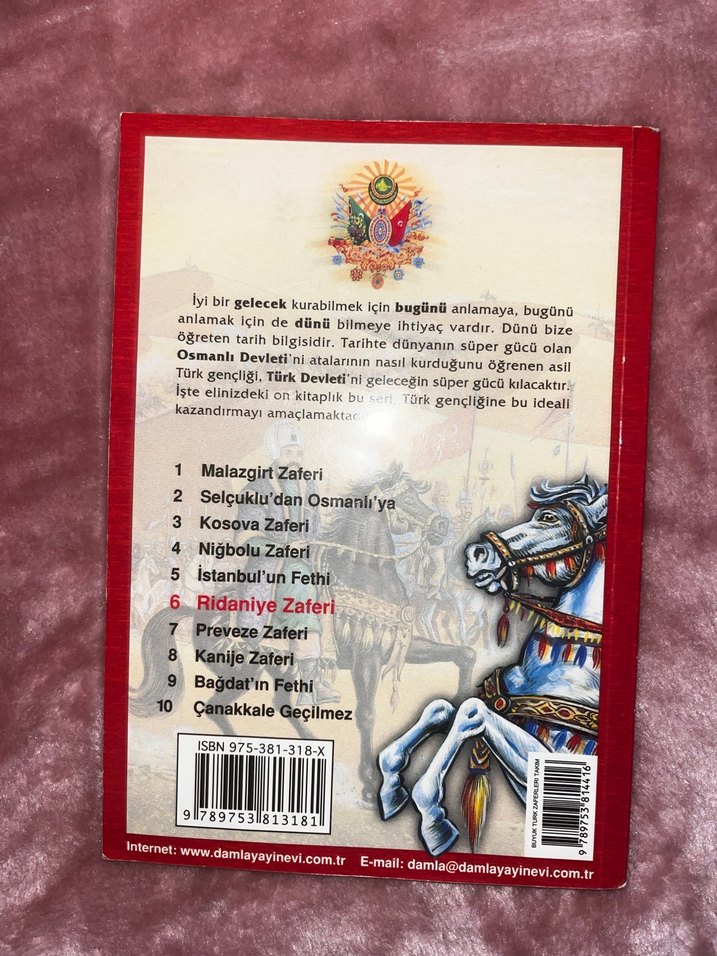 İyi bir gelecek kurabilmek için bugünü anlamaya, bugünü
anlamak için de dünü bilmeye ihtiyaç vardır. Dünü bize
öğreten tarih bilgisidir. Tarihte dünyanın süper gücü olan
Osmanlı Devleti'ni atalarının nasıl kurduğunu öğrenen asil
Türk gençliği, Türk Devleti'ni geleceğin süper gücü kılacaktır.
İşte elinizdeki on kitaplık bu seri, Türk gençliğine bu ideali
kazandırmayı amaçlamaktadır.
1 Malazgirt Zaferi
2 Selçuklu'dan Osmanlı'ya
3 Kosova Zaferi
4 Niğbolu Zaferi
5 İstanbul'un Fethi
6 Ridaniye Zaferi
7 Preveze Zaferi
8 Kanije Zaferi
9 Bağdat'ın Fethi
10 Çanakkale Geçilmez
ISBN 975-381-318-X
9 789753 813181
BÜYÜK TÜRK ZAFERLERİ TAKIM
9 789753 814416
Internet: www.damlayayinevi.com.tr E-mail: damla@damlayayinevi.com.tr